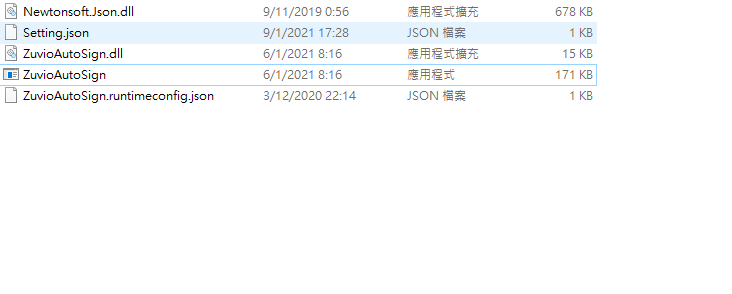 Newtonsoft.Json.dll 9/11/2019 0:56 應用程式擴充 678 KB
Setting.json 9/1/2021 17:28 JSON 檔案 1 KB
ZuvioAutoSign.dll 6/1/2021 8:16 應用程式擴充 15 KB
ZuvioAutoSign 6/1/2021 8:16 應用程式 171 KB
ZuvioAutoSign.runtimeconfig.json 3/12/2020 22:14 JSON 檔案 1 KB